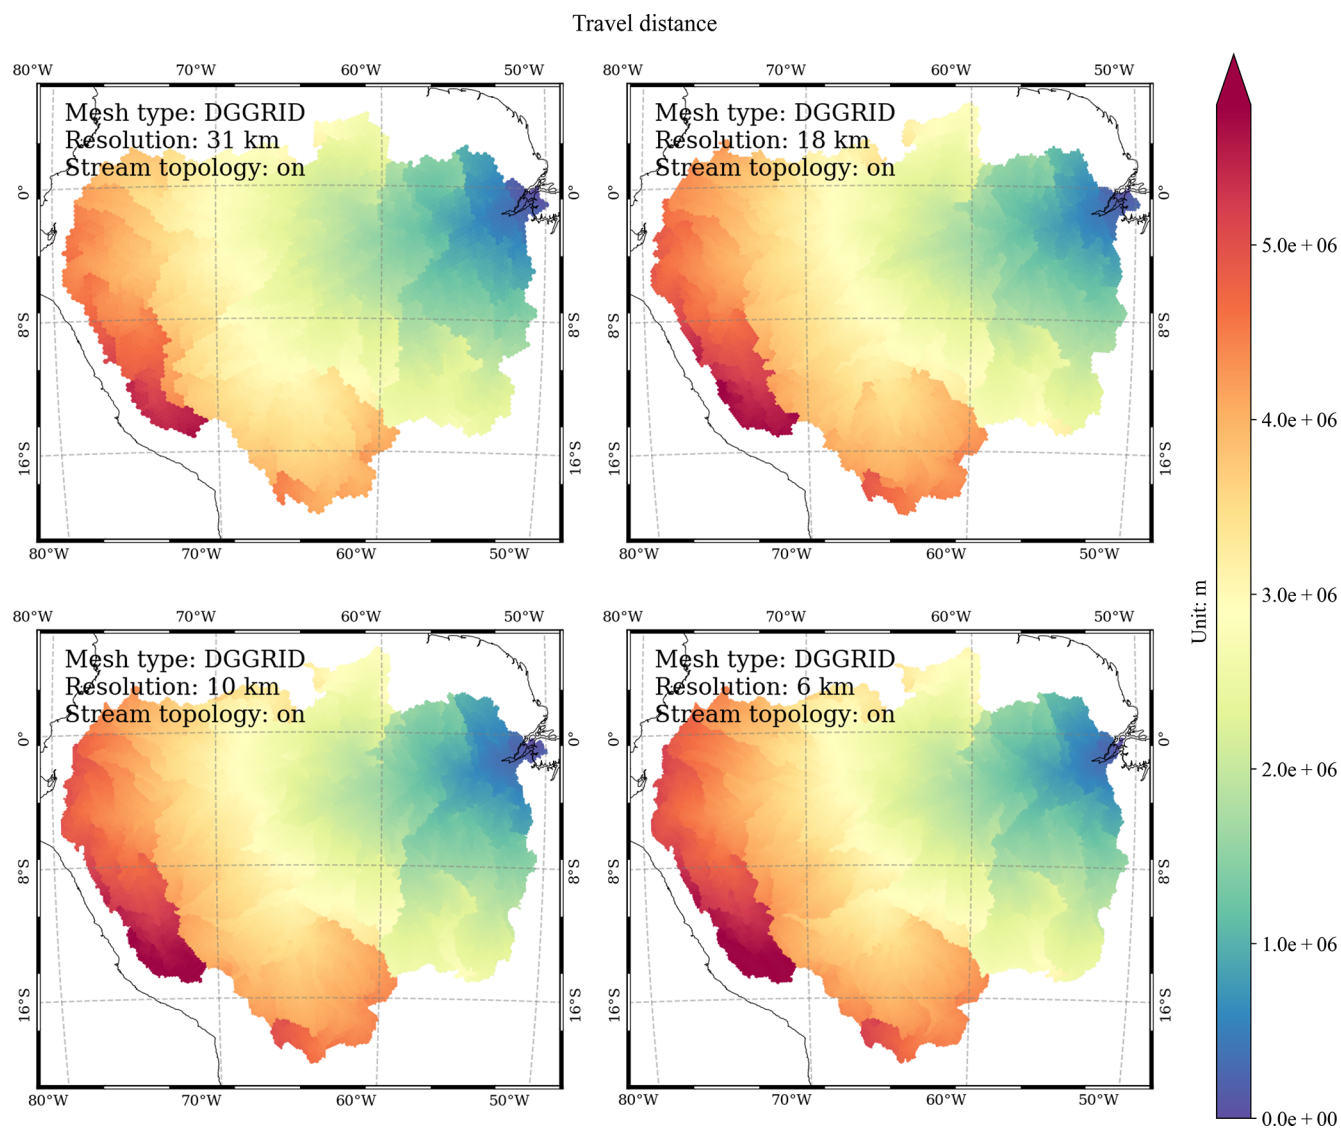 Travel distance
80°W 70°W 60°W 50°W
80°W 70°W 60°W 50°W
Mesh type: DGGRID
Resolution: 31 km
Stream topology: on
Mesh type: DGGRID
Resolution: 18 km
Stream topology: on
0° 0° 0° 0°
8°S 8°S 8°S 8°S
16°S 16°S 16°S 16°S
80°W 70°W 60°W 50°W
80°W 70°W 60°W 50°W
80°W 70°W 60°W 50°W
80°W 70°W 60°W 50°W
Mesh type: DGGRID
Resolution: 10 km
Stream topology: on
Mesh type: DGGRID
Resolution: 6 km
Stream topology: on
0° 0° 0° 0°
8°S 8°S 8°S 8°S
16°S 16°S 16°S 16°S
80°W 70°W 60°W 50°W
80°W 70°W 60°W 50°W
Unit: m
5.0e + 06
4.0e + 06
3.0e + 06
2.0e + 06
1.0e + 06
0.0e + 00